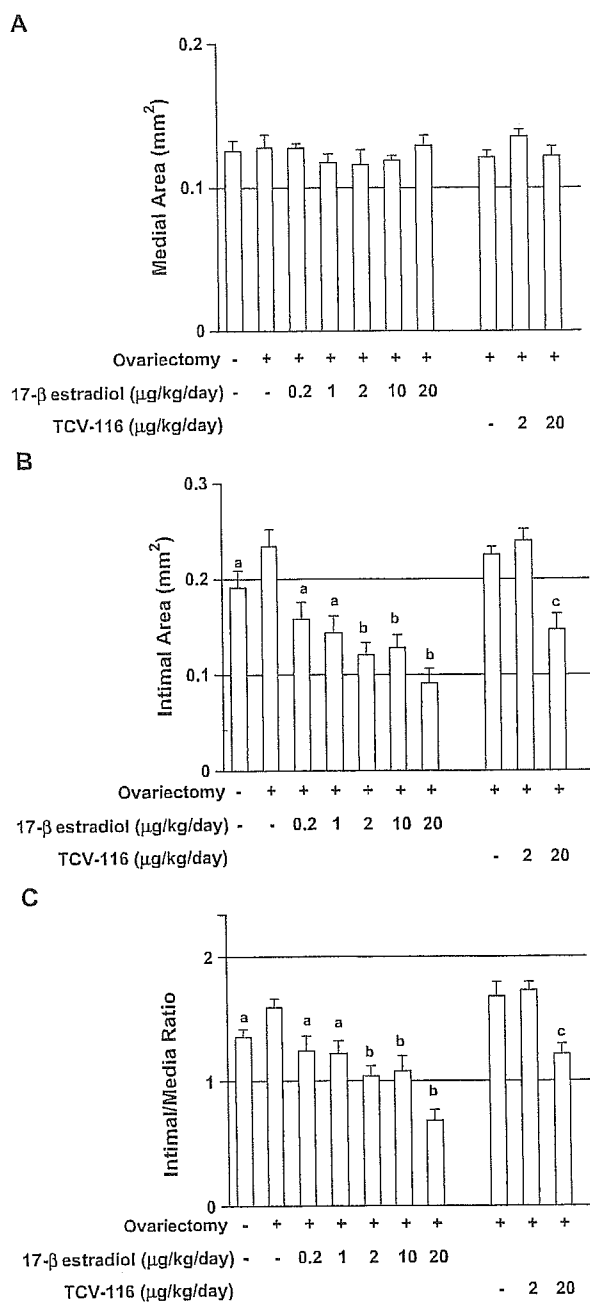 A
Medial Area (mm²)
0.2
0.1
0
Ovariectomy - + + + + + + + + +
17-β estradiol (μg/kg/day) - - 0.2 1 2 10 20
TCV-116 (μg/kg/day) - 2 20
B
Intimal Area (mm²)
0.3
0.2
0.1
0
a a a b b b c
Ovariectomy - + + + + + + + + +
17-β estradiol (μg/kg/day) - - 0.2 1 2 10 20
TCV-116 (μg/kg/day) - 2 20
C
Intimal/Media Ratio
2
1
0
a a a b b b c
Ovariectomy - + + + + + + + + +
17-β estradiol (μg/kg/day) - - 0.2 1 2 10 20
TCV-116 (μg/kg/day) - 2 20